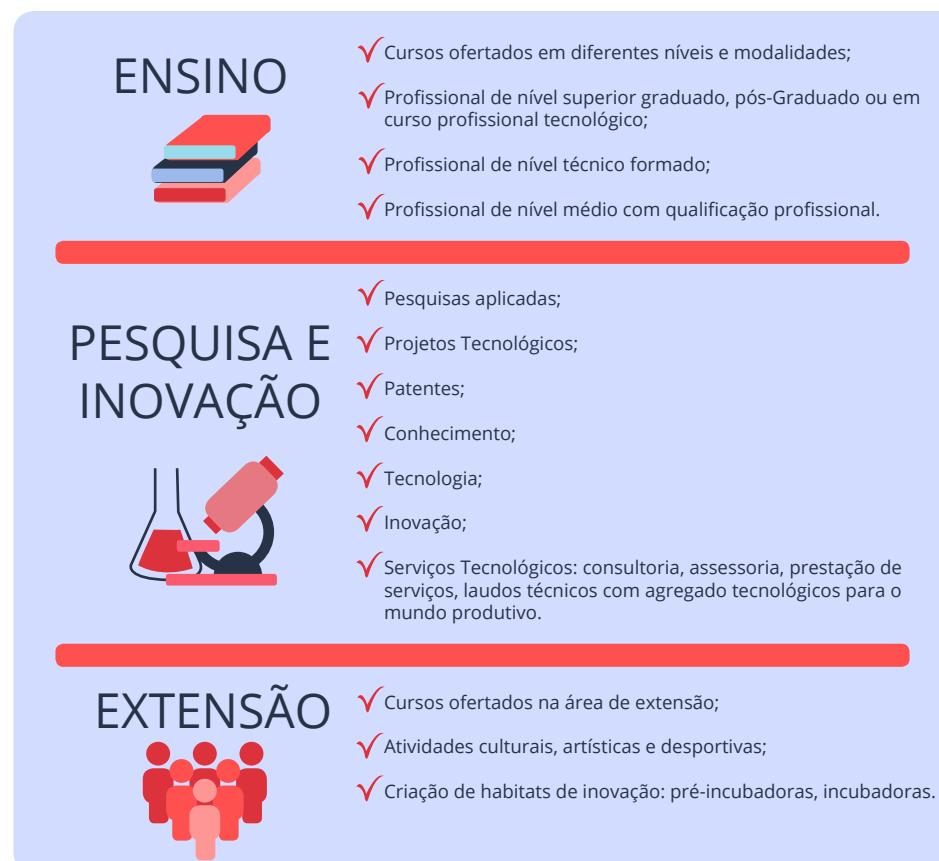 ENSINO
Cursos ofertados em diferentes níveis e modalidades;
Profissional de nível superior graduado, pós-Graduado ou em
curso profissional tecnológico;
Profissional de nível técnico formado;
Profissional de nível médio com qualificação profissional.
PESQUISA E
INOVAÇÃO
Pesquisas aplicadas;
Projetos Tecnológicos;
Patentes;
Conhecimento;
Tecnologia;
Inovação;
Serviços Tecnológicos: consultoria, assessoria, prestação de
serviços, laudos técnicos com agregado tecnológicos para o
mundo produtivo.
EXTENSÃO
Cursos ofertados na área de extensão;
Atividades culturais, artísticas e desportivas;
Criação de habitats de inovação: pré-incubadoras, incubadoras.